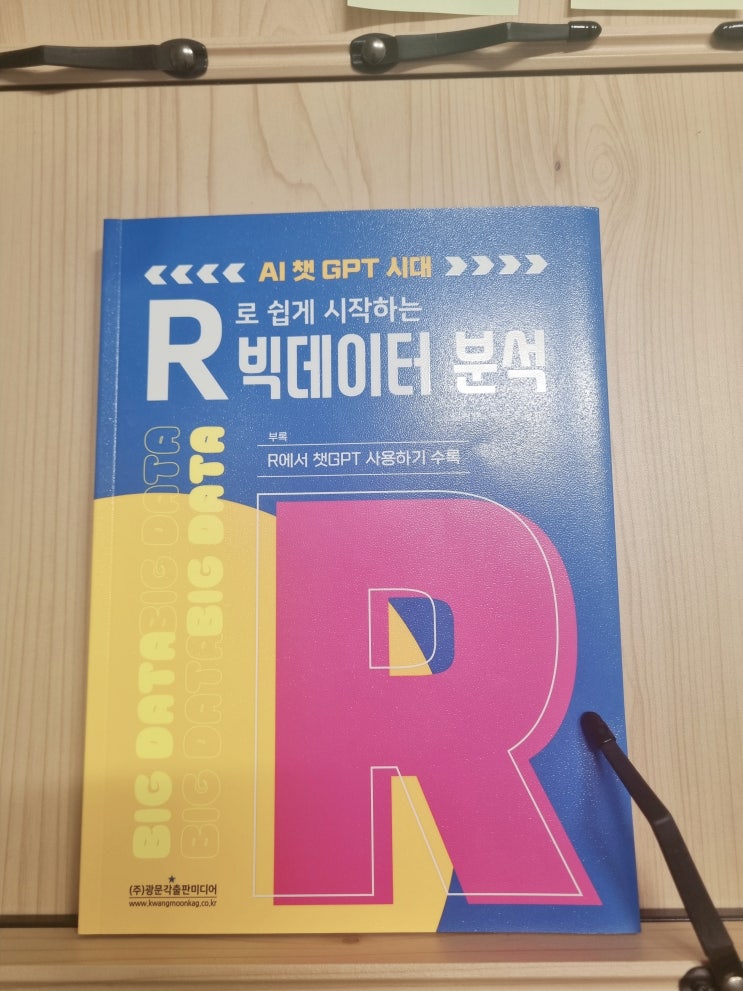 AI 챗 GPT 시대
R로 쉽게 시작하는
빅데이터 분석
부록
R에서 챗GPT 사용하기 수록
BIG DATA BIG DATA
BIG DATA BIG DATA
R
(주)광문각출판미디어
www.kwangmoonkag.co.kr